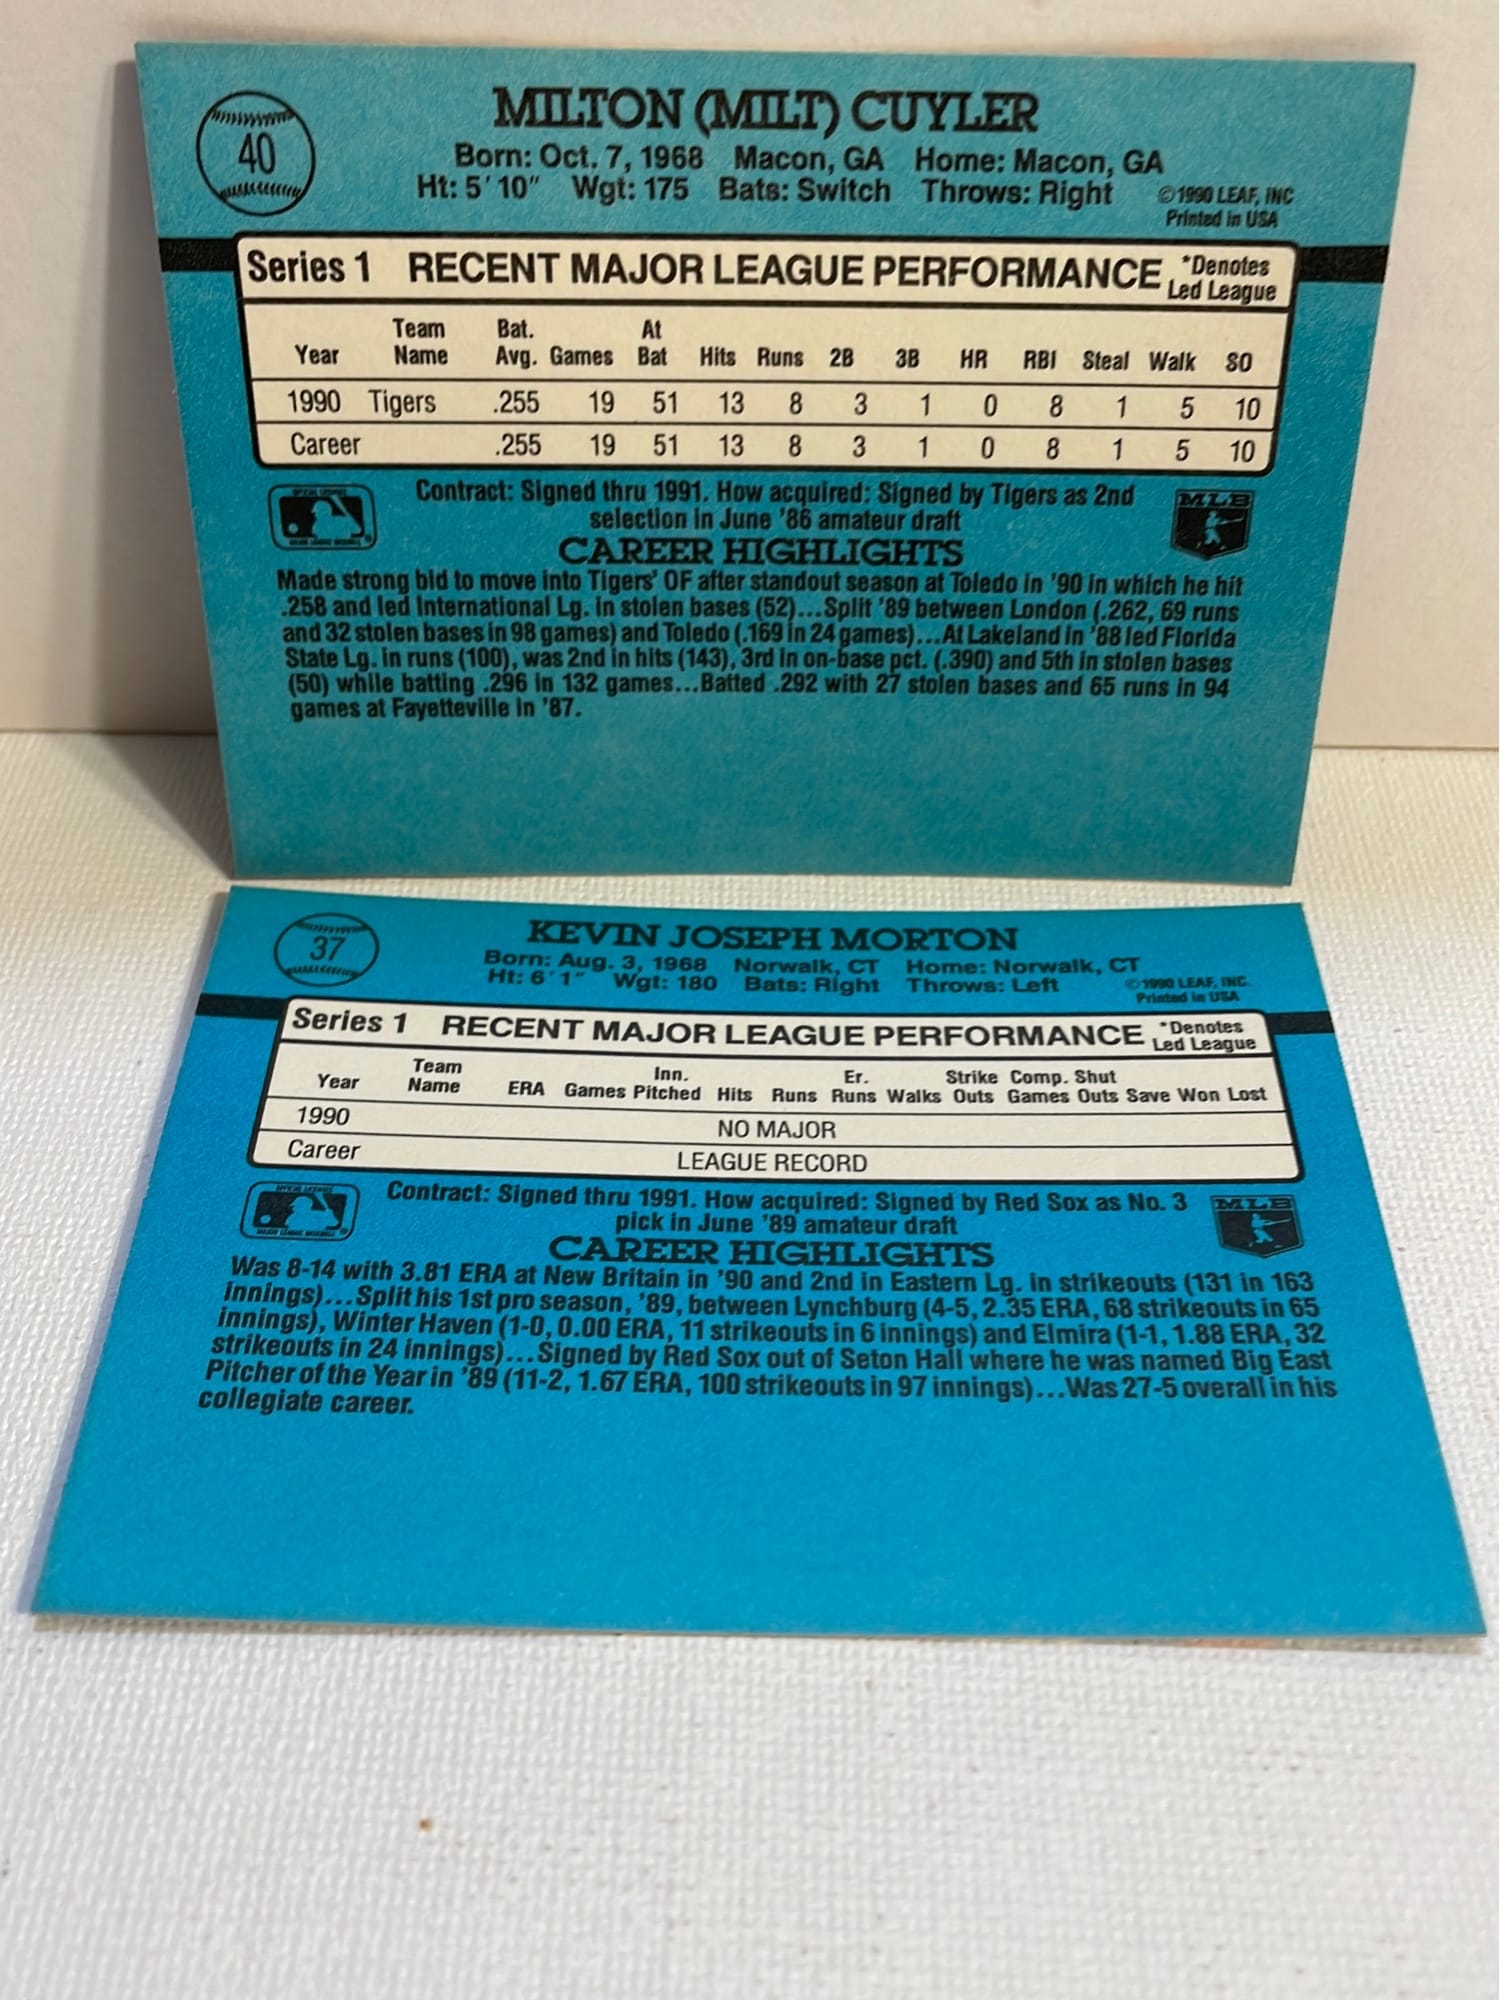 40
MILTON (MILT) CUYLER
Born: Oct. 7, 1968 Macon, GA Home: Macon, GA
Ht: 5' 10" Wgt: 175 Bats: Switch Throws: Right
©1990 LEAF, INC
Printed in USA
Series 1 RECENT MAJOR LEAGUE PERFORMANCE *Denotes Led League
Year Team Name Bat. Avg. Games At Bat Hits Runs 2B 3B HR RBI Steal Walk SO
1990 Tigers .255 19 51 13 8 3 1 0 8 1 5 10
Career .255 19 51 13 8 3 1 0 8 1 5 10
Contract: Signed thru 1991. How acquired: Signed by Tigers as 2nd
selection in June '86 amateur draft
MLB
CAREER HIGHLIGHTS
Made strong bid to move into Tigers' OF after standout season at Toledo in '90 in which he hit
.258 and led International Lg. in stolen bases (52)...Split '89 between London (.262, 69 runs
and 32 stolen bases in 98 games) and Toledo (.169 in 24 games)...At Lakeland in '88 led Florida
State Lg. in runs (100), was 2nd in hits (143), 3rd in on-base pct. (.390) and 5th in stolen bases
(50) while batting .296 in 132 games...Batted .292 with 27 stolen bases and 65 runs in 94
games at Fayetteville in '87.
37
KEVIN JOSEPH MORTON
Born: Aug. 3, 1968 Norwalk, CT Home: Norwalk, CT
Ht: 6' 1" Wgt: 180 Bats: Right Throws: Left
©1990 LEAF, INC.
Printed in USA
Series 1 RECENT MAJOR LEAGUE PERFORMANCE *Denotes Led League
Year Team Name ERA Games Inn. Pitched Hits Runs Er. Runs Walks Strike Outs Comp. Games Shut Outs Save Won Lost
1990 NO MAJOR
Career LEAGUE RECORD
Contract: Signed thru 1991. How acquired: Signed by Red Sox as No. 3
pick in June '89 amateur draft
MLB
CAREER HIGHLIGHTS
Was 8-14 with 3.81 ERA at New Britain in '90 and 2nd in Eastern Lg. in strikeouts (131 in 163
innings)...Split his 1st pro season, '89, between Lynchburg (4-5, 2.35 ERA, 68 strikeouts in 65
innings), Winter Haven (1-0, 0.00 ERA, 11 strikeouts in 6 innings) and Elmira (1-1, 1.88 ERA, 32
strikeouts in 24 innings)...Signed by Red Sox out of Seton Hall where he was named Big East
Pitcher of the Year in '89 (11-2, 1.67 ERA, 100 strikeouts in 97 innings)...Was 27-5 overall in his
collegiate career.